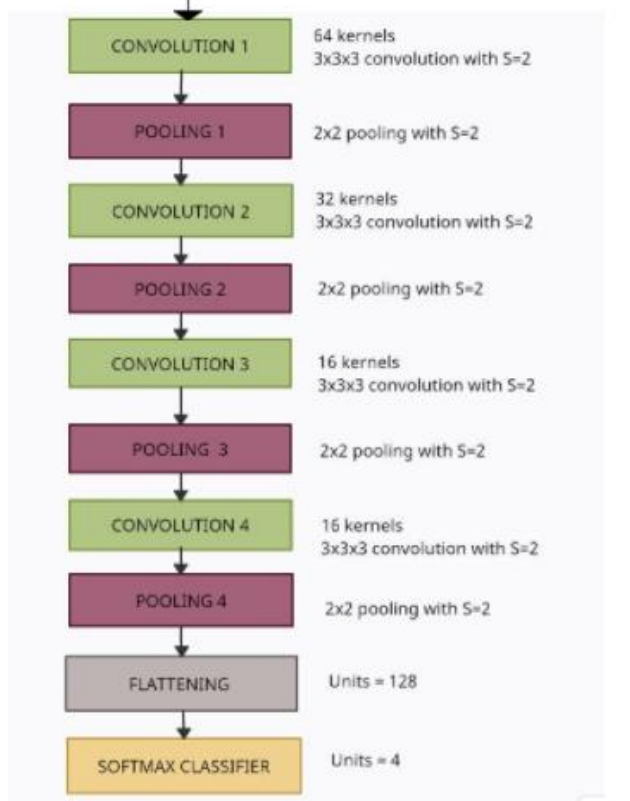 CONVOLUTION 1
64 kernels
3x3x3 convolution with S=2
POOLING 1
2x2 pooling with S=2
CONVOLUTION 2
32 kernels
3x3x3 convolution with S=2
POOLING 2
2x2 pooling with S=2
CONVOLUTION 3
16 kernels
3x3x3 convolution with S=2
POOLING 3
2x2 pooling with S=2
CONVOLUTION 4
16 kernels
3x3x3 convolution with S=2
POOLING 4
2x2 pooling with S=2
FLATTENING
Units = 128
SOFTMAX CLASSIFIER
Units = 4